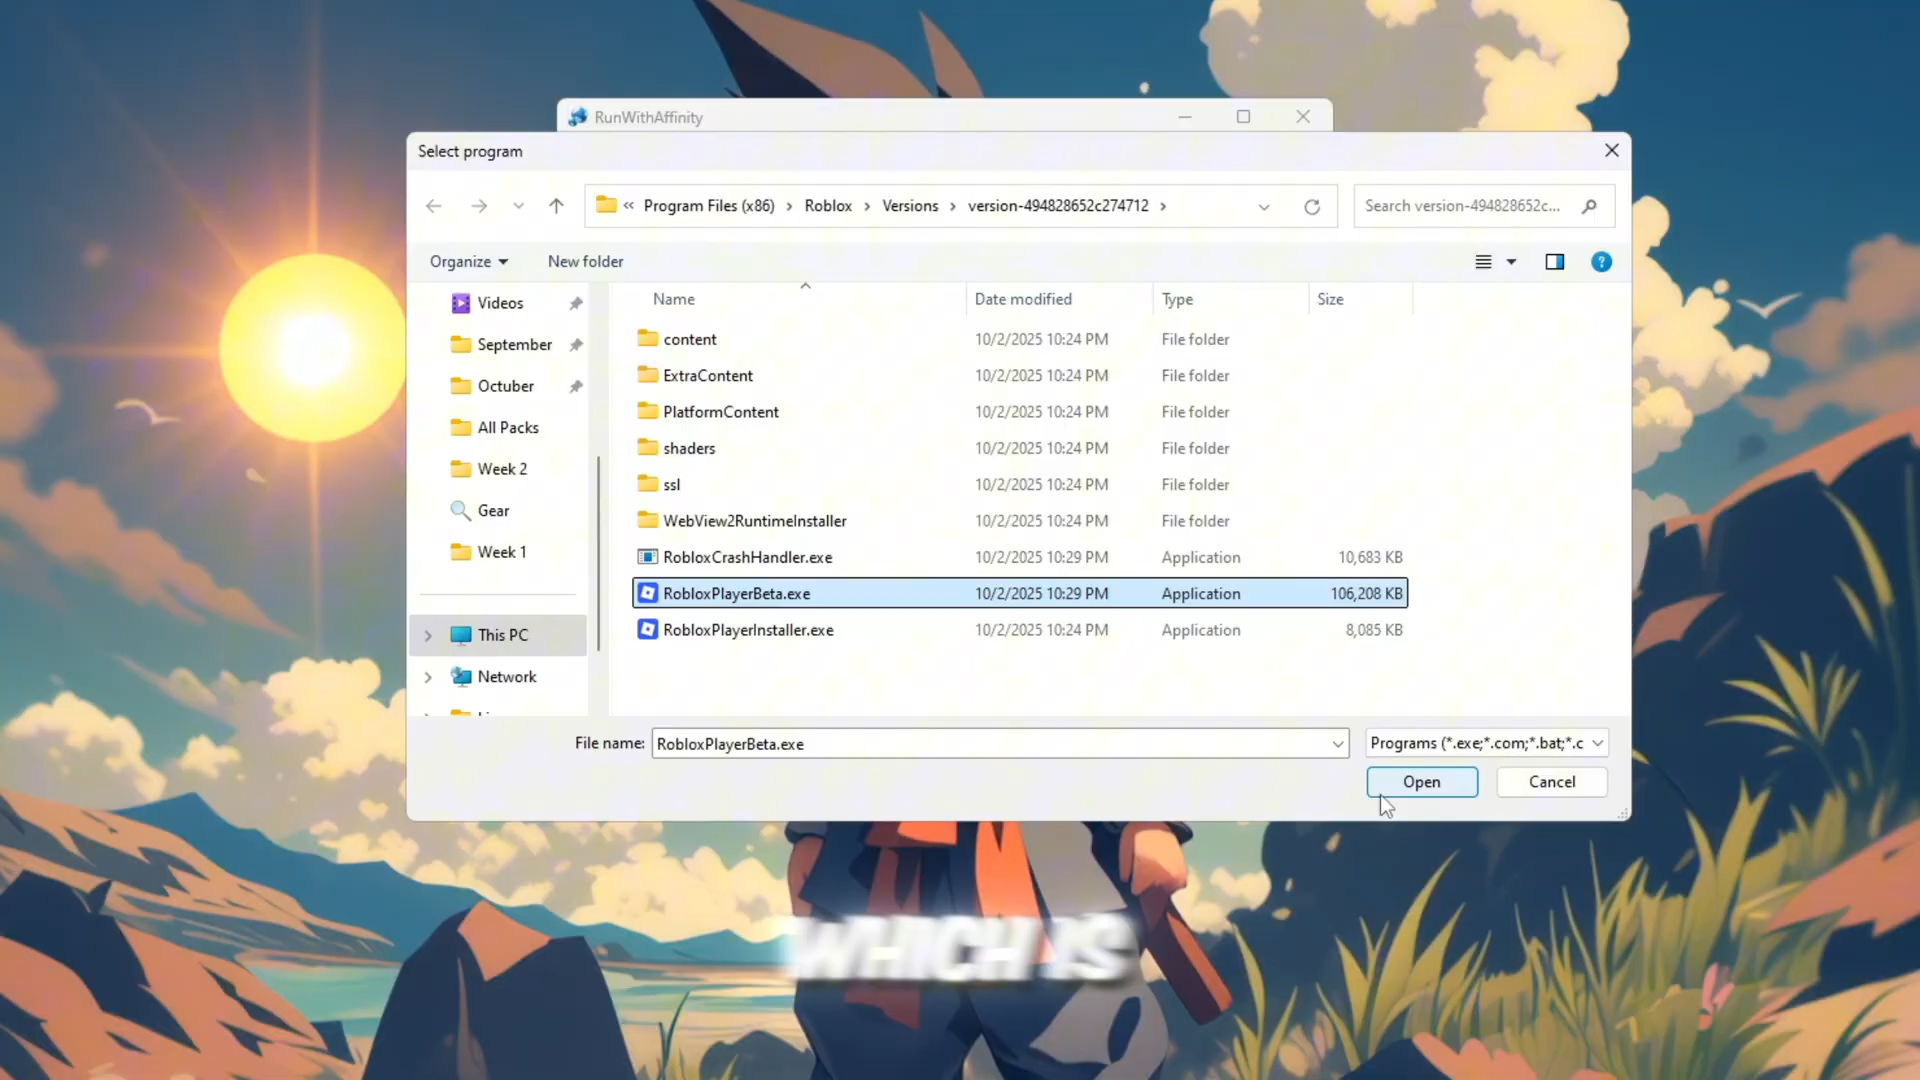 RunWithAffinity
Select program
« Program Files (x86) > Roblox > Versions > version-494828652c274712 >
Search version-494828652c...
Organize
New folder
?
Name Date modified Type Size
Videos
September
Octuber
All Packs
Week 2
Gear
Week 1
This PC
Network
content 10/2/2025 10:24 PM File folder
ExtraContent 10/2/2025 10:24 PM File folder
PlatformContent 10/2/2025 10:24 PM File folder
shaders 10/2/2025 10:24 PM File folder
ssl 10/2/2025 10:24 PM File folder
WebView2RuntimeInstaller 10/2/2025 10:24 PM File folder
RobloxCrashHandler.exe 10/2/2025 10:29 PM Application 10,683 KB
RobloxPlayerBeta.exe 10/2/2025 10:29 PM Application 106,208 KB
RobloxPlayerInstaller.exe 10/2/2025 10:24 PM Application 8,085 KB
File name: RobloxPlayerBeta.exe
Programs (*.exe;*.com;*.bat;*.c
Open
Cancel
WHICH IS